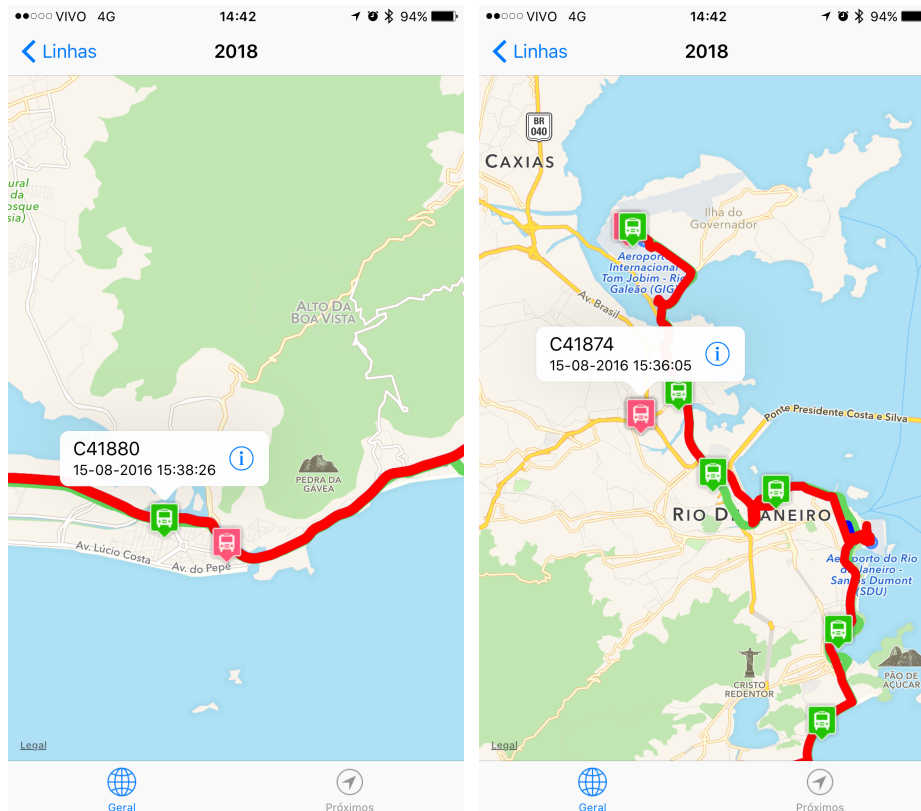 VIVO 4G 14:42 94%
Linhas 2018
ural
da
osque
sia)
ALTO DA
BOA VISTA
C41880
15-08-2016 15:38:26
PEDRA DA
GÁVEA
Av. Lúcio Costa
Av. do Pepê
Legal
Geral Próximos
VIVO 4G 14:42 94%
Linhas 2018
BR
040
CAXIAS
Ilha do
Governador
Aeroporto
Internacional
Tom Jobim - Rio
Galeão (GIG)
Av. Brasil
C41874
15-08-2016 15:36:05
Ponte Presidente Costa e Silva
RIO DE JANEIRO
Aeroporto do Rio
de Janeiro -
Santos Dumont
(SDU)
CRISTO
REDENTOR
PÃO DE
AÇÚCAR
Legal
Geral Próximos